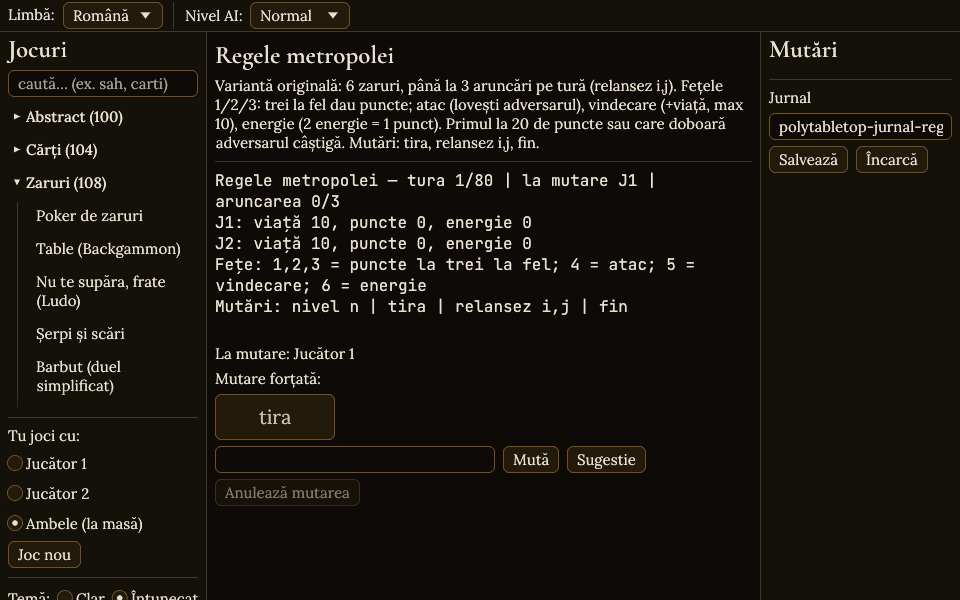 Limbă: Română ▼ Nivel AI: Normal ▼
Jocuri
caută... (ex. sah, carti)
▸ Abstract (100)
▸ Cărți (104)
▾ Zaruri (108)
Poker de zaruri
Table (Backgammon)
Nu te supăra, frate
(Ludo)
Șerpi și scări
Barbut (duel
simplificat)
Tu joci cu:
Jucător 1
Jucător 2
Ambele (la masă)
Joc nou
Temă: Clar Întunecat
Regele metropolei
Variantă originală: 6 zaruri, până la 3 aruncări pe tură (relansez i,j). Fețele
1/2/3: trei la fel dau puncte; atac (lovești adversarul), vindecare (+viață, max
10), energie (2 energie = 1 punct). Primul la 20 de puncte sau care doboară
adversarul câștigă. Mutări: tira, relansez i,j, fin.
Regele metropolei — tura 1/80 | la mutare J1 |
aruncarea 0/3
J1: viață 10, puncte 0, energie 0
J2: viață 10, puncte 0, energie 0
Fețe: 1,2,3 = puncte la trei la fel; 4 = atac; 5 =
vindecare; 6 = energie
Mutări: nivel n | tira | relansez i,j | fin
La mutare: Jucător 1
Mutare forțată:
tira
Mută Sugestie
Anulează mutarea
Mutări
Jurnal
polytabletop-jurnal-reg
Salvează Încarcă